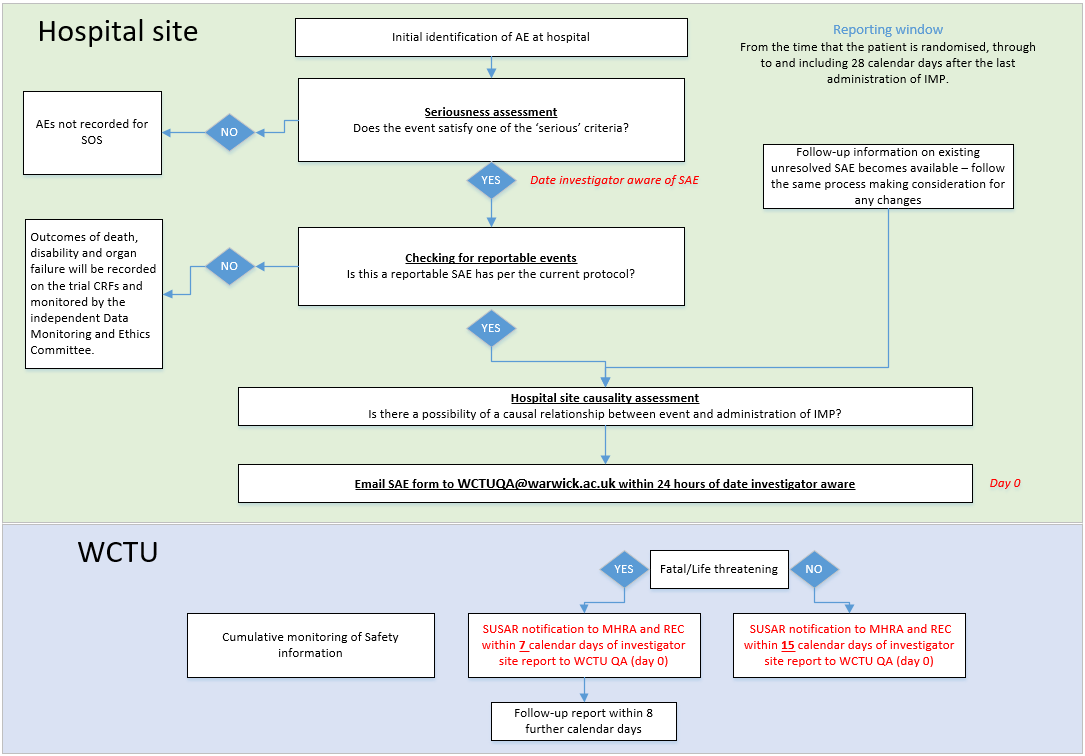 Hospital site
Initial identification of AE at hospital
Reporting window
From the time that the patient is randomised, through
to and including 28 calendar days after the last
administration of IMP.
Seriousness assessment
Does the event satisfy one of the ‘serious’ criteria?
NO
AEs not recorded for
SOS
YES
Date investigator aware of SAE
Follow-up information on existing
unresolved SAE becomes available – follow
the same process making consideration for
any changes
Checking for reportable events
Is this a reportable SAE has per the current protocol?
NO
Outcomes of death,
disability and organ
failure will be recorded
on the trial CRFs and
monitored by the
independent Data
Monitoring and Ethics
Committee.
YES
Hospital site causality assessment
Is there a possibility of a causal relationship between event and administration of IMP?
Email SAE form to WCTUQA@warwick.ac.uk within 24 hours of date investigator aware
Day 0
WCTU
YES
Fatal/Life threatening
NO
Cumulative monitoring of Safety
information
SUSAR notification to MHRA and REC
within 7 calendar days of investigator
site report to WCTU QA (day 0)
SUSAR notification to MHRA and REC
within 15 calendar days of investigator
site report to WCTU QA (day 0)
Follow-up report within 8
further calendar days